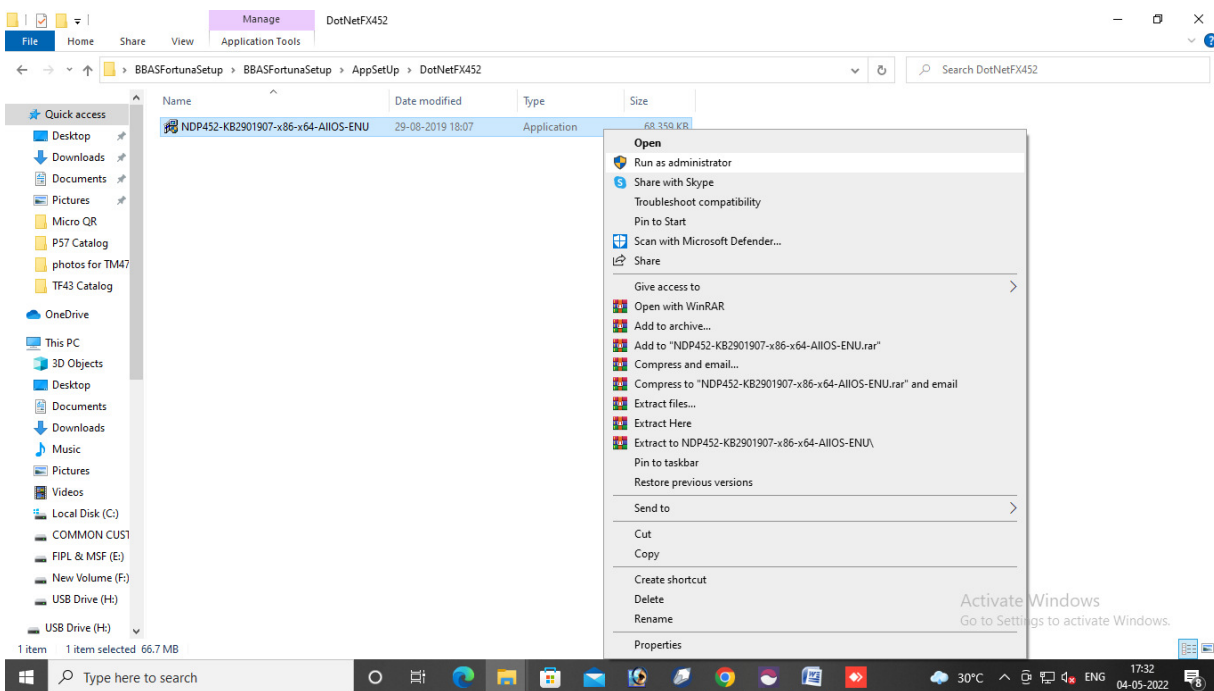 Manage
DotNetFX452
File
Home
Share
View
Application Tools
BBASFortunaSetup
BBASFortunaSetup
AppSetUp
DotNetFX452
Search DotNetFX452
Quick access
Desktop
Downloads
Documents
Pictures
Micro QR
P57 Catalog
photos for TM47
TF43 Catalog
OneDrive
This PC
3D Objects
Desktop
Documents
Downloads
Music
Pictures
Videos
Local Disk (C:)
COMMON CUST
FIPL & MSF (E:)
New Volume (F:)
USB Drive (H:)
USB Drive (H:)
Name
Date modified
Type
Size
NDP452-KB2901907-x86-x64-AllOS-ENU
29-08-2019 18:07
Application
68,359 KB
Open
Run as administrator
Share with Skype
Troubleshoot compatibility
Pin to Start
Scan with Microsoft Defender...
Share
Give access to
Open with WinRAR
Add to archive...
Add to "NDP452-KB2901907-x86-x64-AllOS-ENU.rar"
Compress and email...
Compress to "NDP452-KB2901907-x86-x64-AllOS-ENU.rar" and email
Extract files...
Extract Here
Extract to NDP452-KB2901907-x86-x64-AllOS-ENU\
Pin to taskbar
Restore previous versions
Send to
Cut
Copy
Create shortcut
Delete
Rename
Properties
Activate Windows
Go to Settings to activate Windows.
1 item
1 item selected 66.7 MB
Type here to search
30°C
ENG
17:32
04-05-2022
8